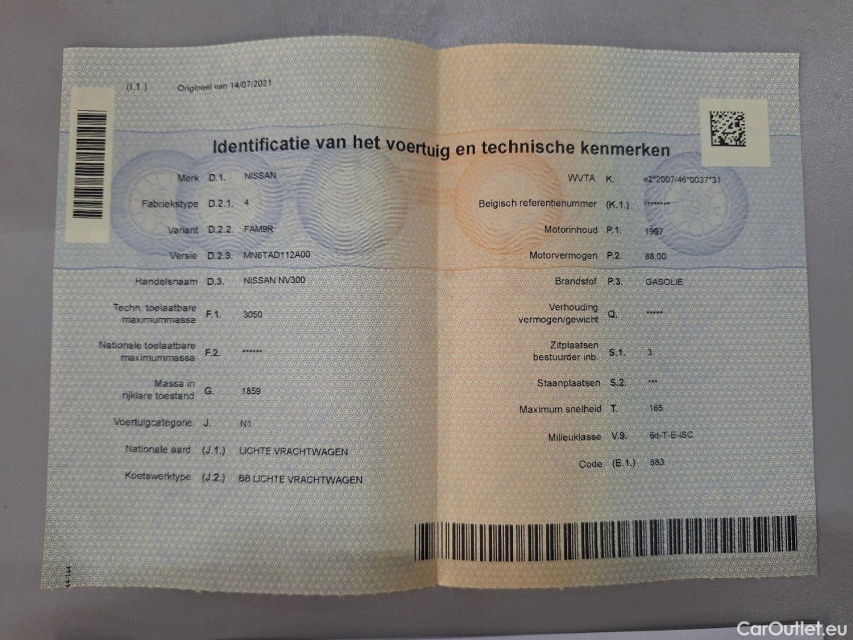 (I.1.) Origineel van 14/07/2021
Identificatie van het voertuig en technische kenmerken
Merk D.1. NISSAN
Fabriekstype D.2.1. 4
Variant D.2.2. FAM9R
Versie D.2.3. MN6TAD112A00
Handelsnaam D.3. NISSAN NV300
Techn. toelaatbare
maximummassa F.1. 3050
Nationale toelaatbare
maximummassa F.2. ******
Massa in
rijklare toestand G. 1859
Voertuigcategorie J. N1
Nationale aard (J.1.) LICHTE VRACHTWAGEN
Koetswerktype (J.2.) BB LICHTE VRACHTWAGEN
WVTA K. e2*2007/46*0037*31
Belgisch referentienummer (K.1.) ********
Motorinhoud P.1. 1997
Motorvermogen P.2. 88,00
Brandstof P.3. GASOLIE
Verhouding
vermogen/gewicht Q. *****
Zitplaatsen
bestuurder inb. S.1. 3
Staanplaatsen S.2. ***
Maximum snelheid T. 165
Milieuklasse V.9. 6d-T-E-ISC
Code (E.1.) 883
44-144
CarOutlet.eu